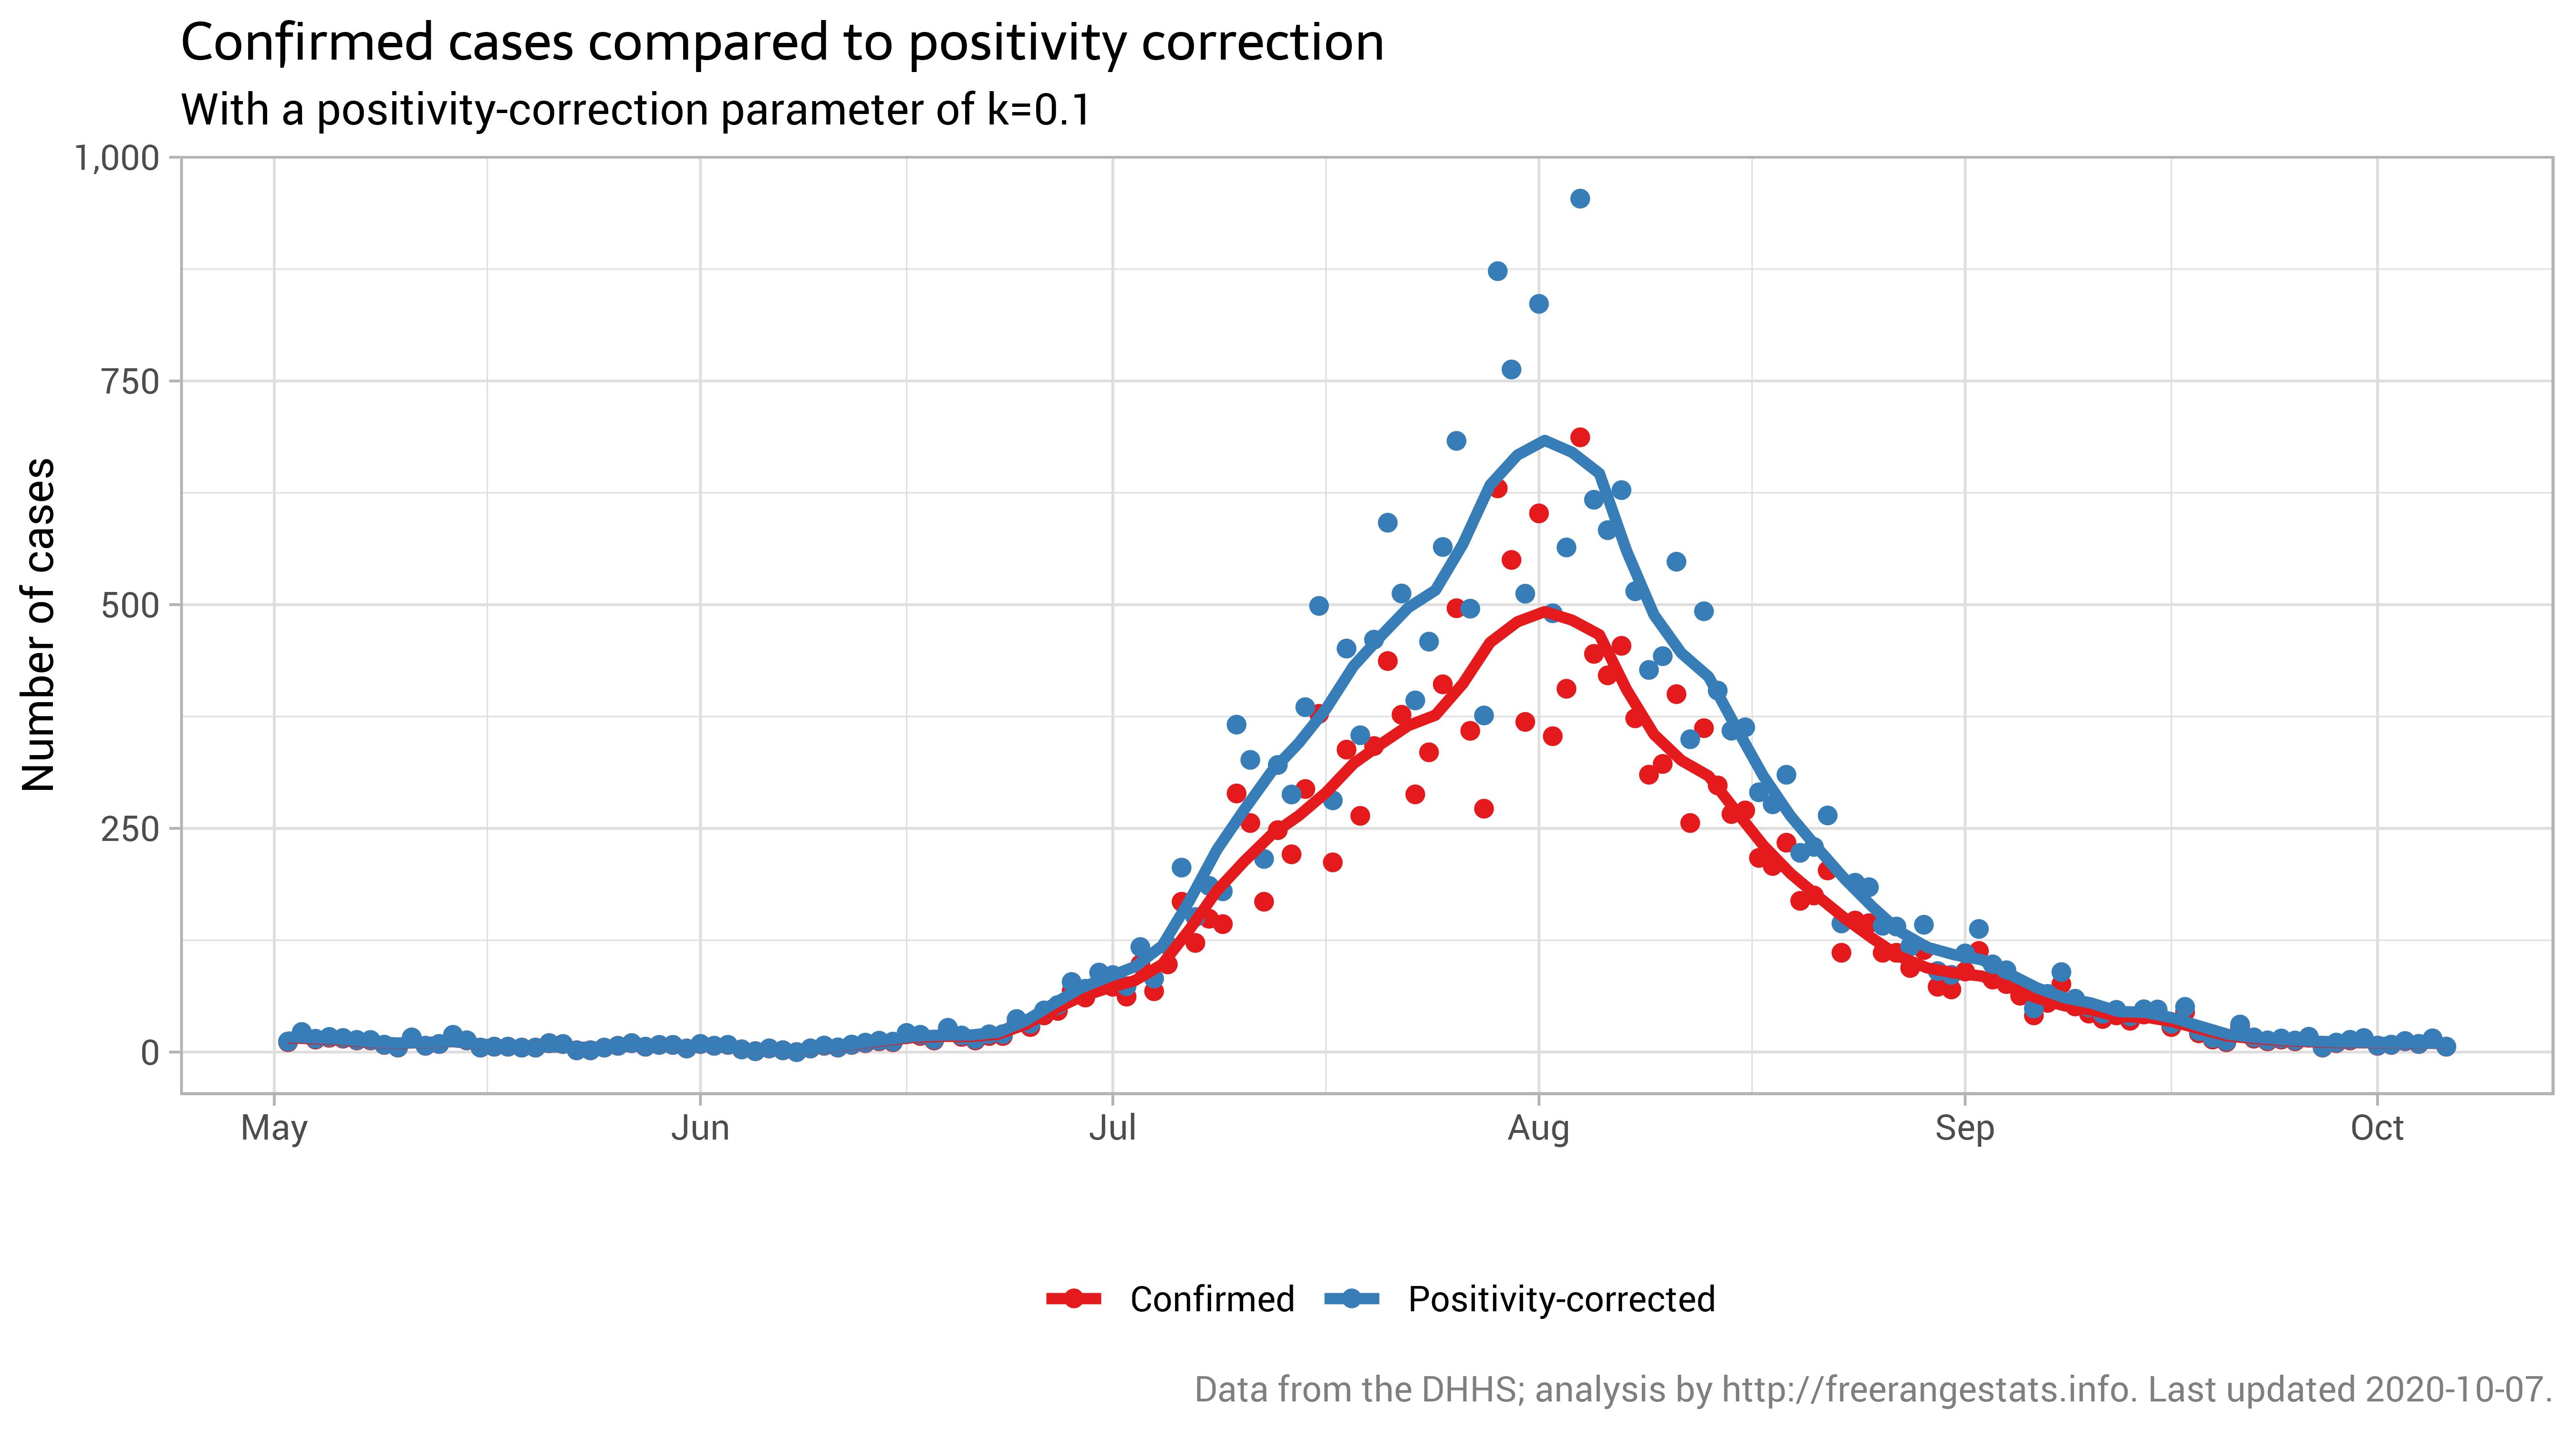 Confirmed cases compared to positivity correction
With a positivity-correction parameter of k=0.1
Number of cases
1,000
750
500
250
0
May Jun Jul Aug Sep Oct
Confirmed Positivity-corrected
Data from the DHHS; analysis by http://freerangestats.info. Last updated 2020-10-07.